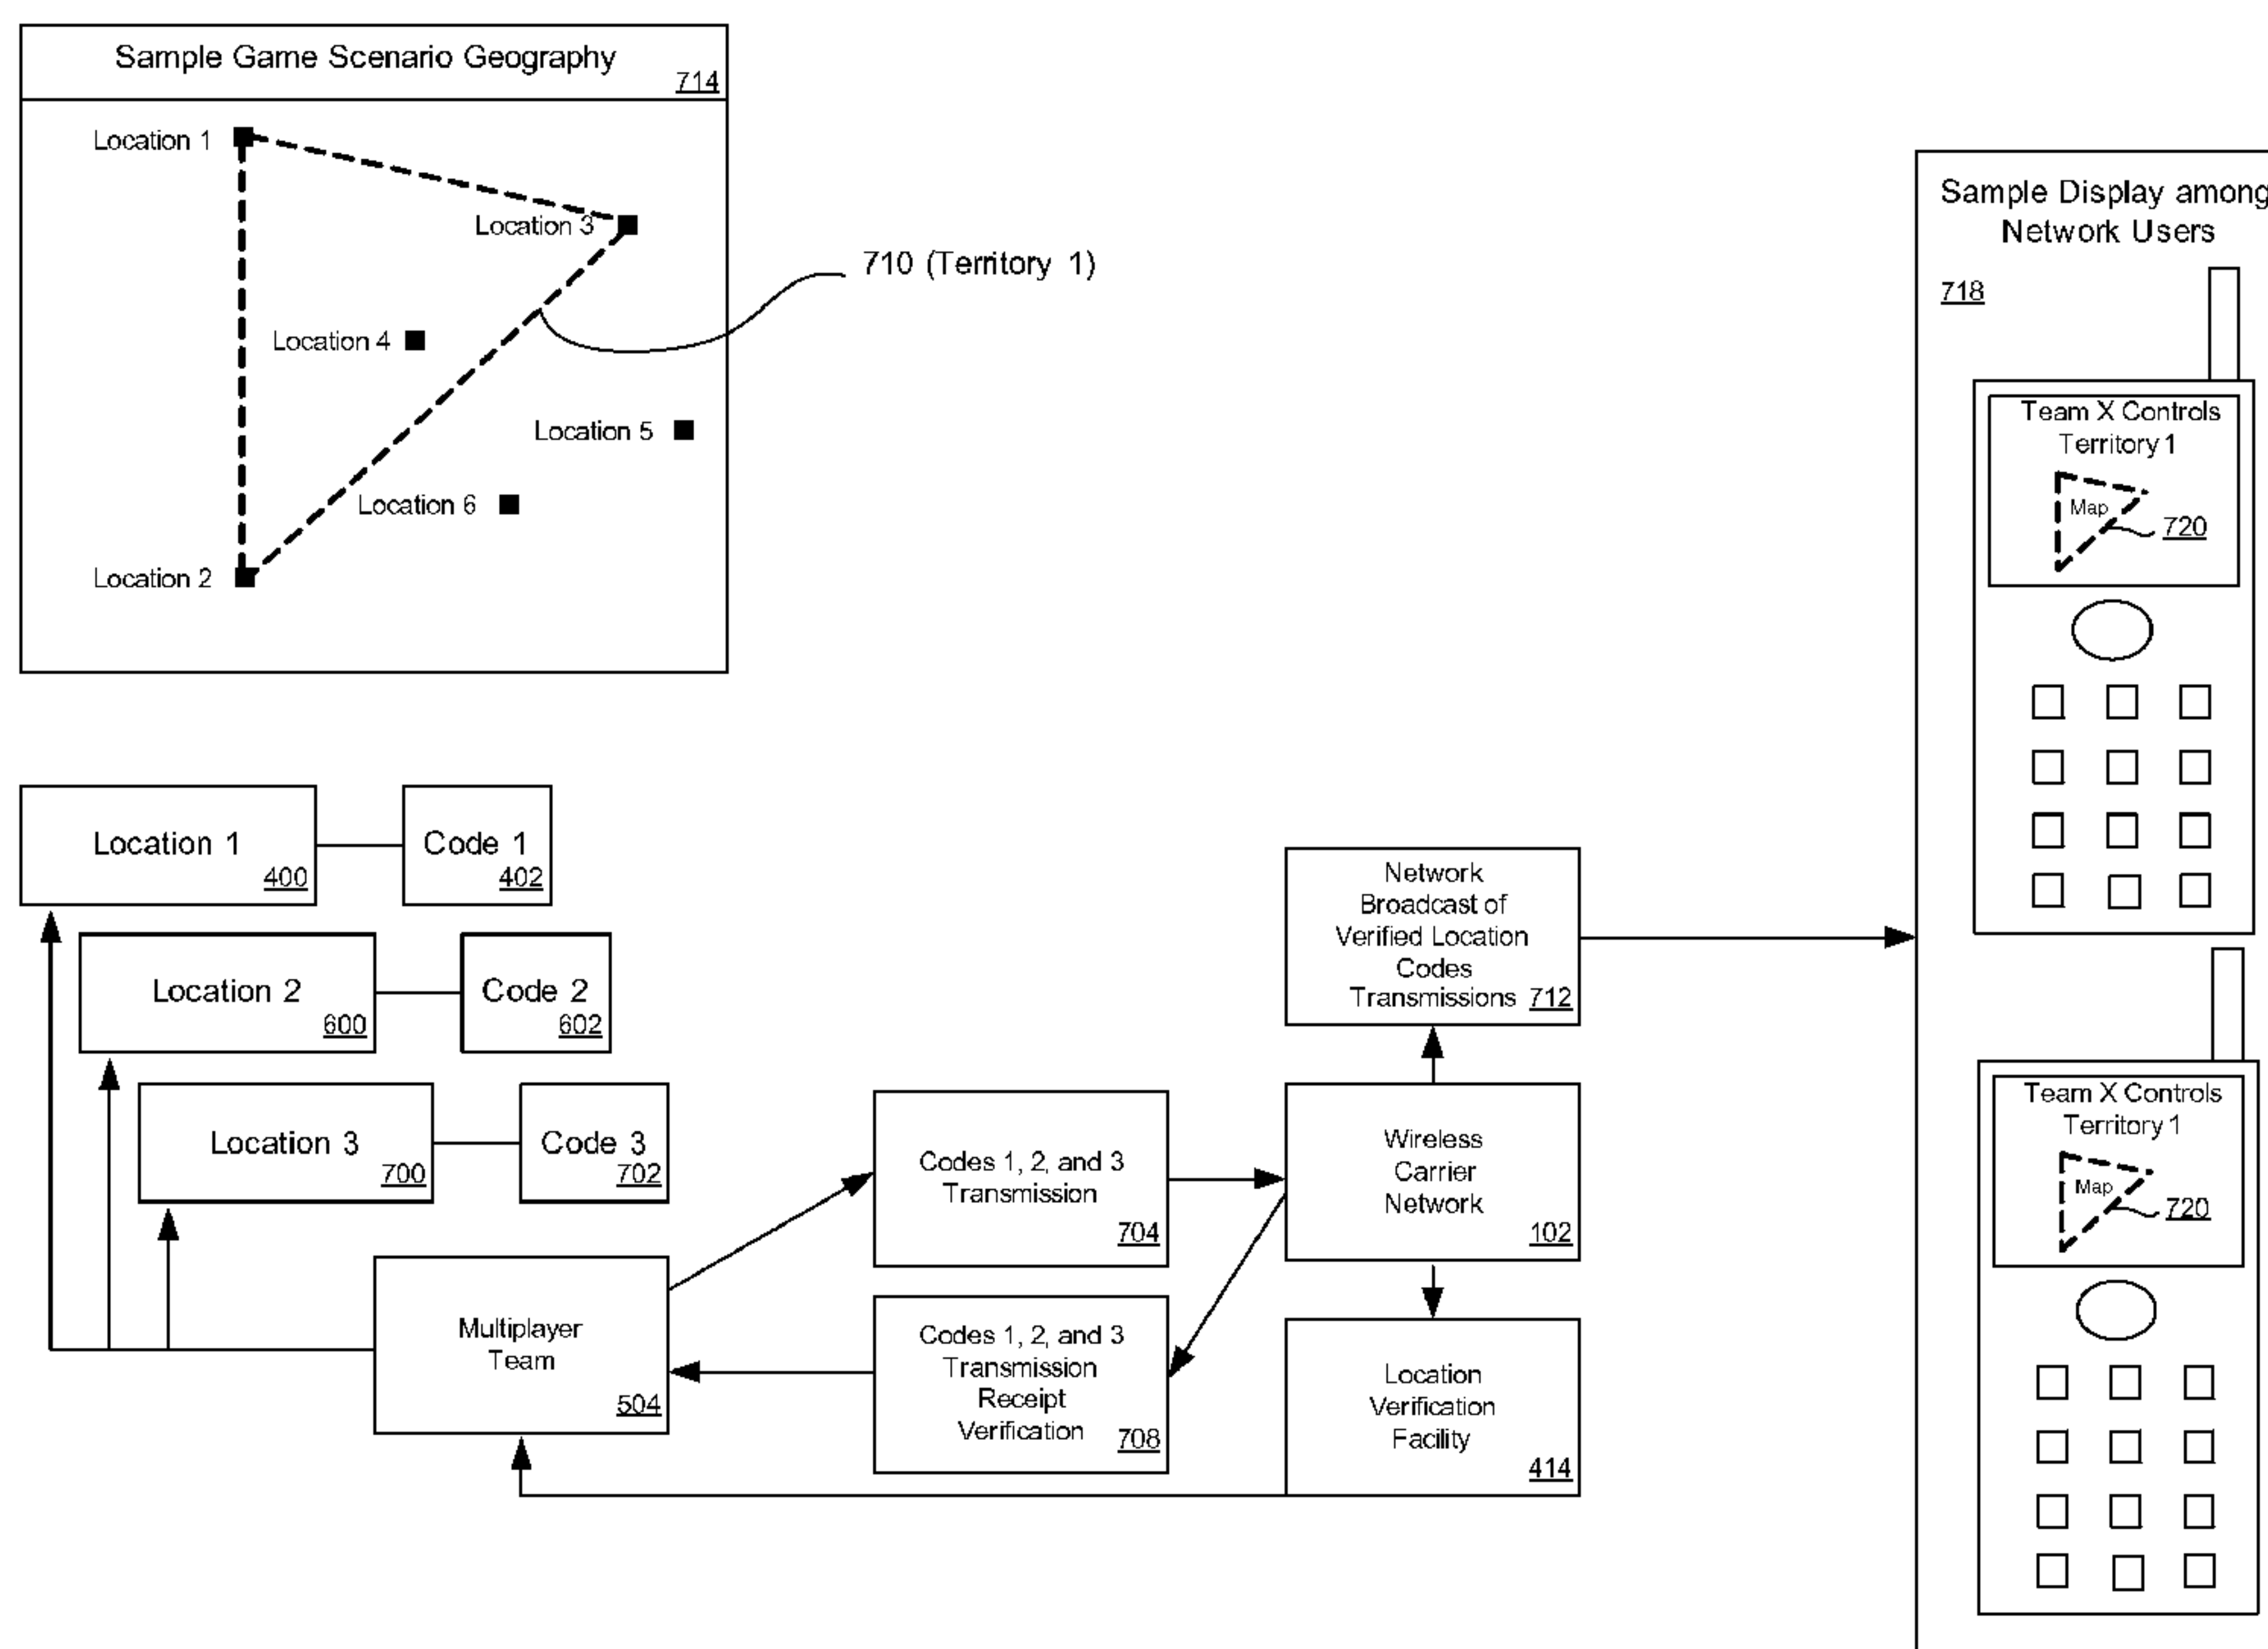 Sample Game Scenario Geography
714
Location 1
Location 3
710 (Territory 1)
Location 4
Location 5
Location 6
Location 2
Sample Display among
Network Users
718
Team X Controls
Territory 1
Map
720
Location 1
400
Code 1
402
Location 2
600
Code 2
602
Location 3
700
Code 3
702
Multiplayer
Team
504
Codes 1, 2, and 3
Transmission
704
Codes 1, 2, and 3
Transmission
Receipt
Verification
708
Network
Broadcast of
Verified Location
Codes
Transmissions 712
Wireless
Carrier
Network
102
Location
Verification
Facility
414
Team X Controls
Territory 1
Map
720